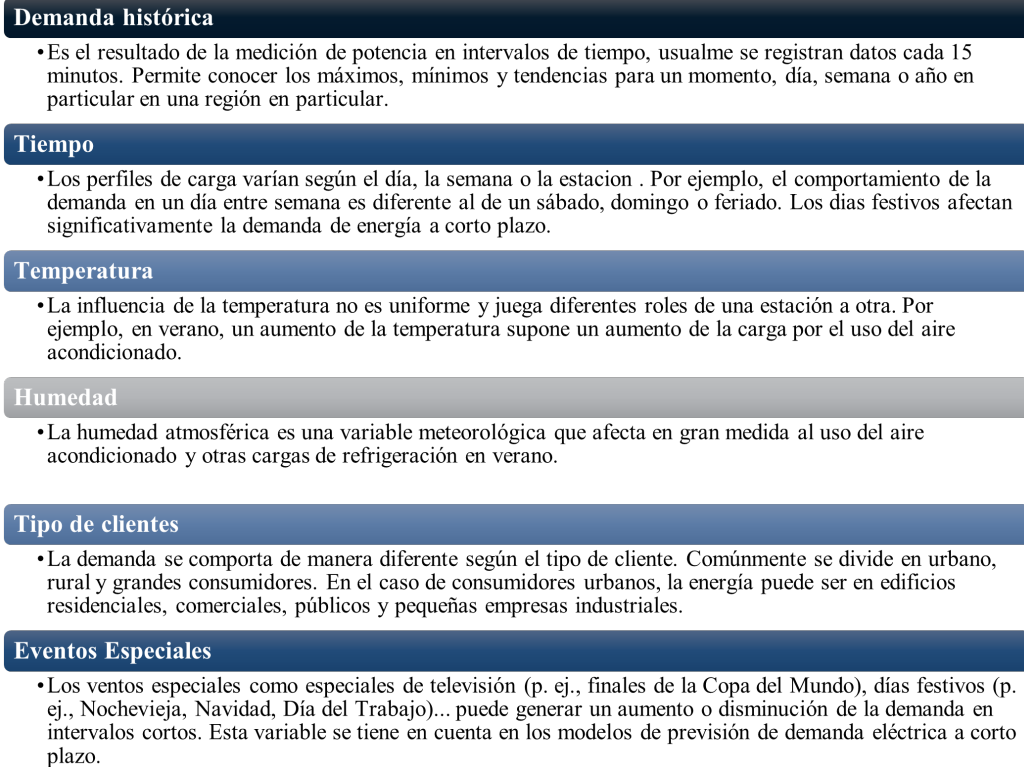 Demanda histórica
•Es el resultado de la medición de potencia en intervalos de tiempo, usualme se registran datos cada 15
minutos. Permite conocer los máximos, mínimos y tendencias para un momento, día, semana o año en
particular en una región en particular.
Tiempo
•Los perfiles de carga varían según el día, la semana o la estacion . Por ejemplo, el comportamiento de la
demanda en un día entre semana es diferente al de un sábado, domingo o feriado. Los dias festivos afectan
significativamente la demanda de energía a corto plazo.
Temperatura
•La influencia de la temperatura no es uniforme y juega diferentes roles de una estación a otra. Por
ejemplo, en verano, un aumento de la temperatura supone un aumento de la carga por el uso del aire
acondicionado.
Humedad
•La humedad atmosférica es una variable meteorológica que afecta en gran medida al uso del aire
acondicionado y otras cargas de refrigeración en verano.
Tipo de clientes
•La demanda se comporta de manera diferente según el tipo de cliente. Comúnmente se divide en urbano,
rural y grandes consumidores. En el caso de consumidores urbanos, la energía puede ser en edificios
residenciales, comerciales, públicos y pequeñas empresas industriales.
Eventos Especiales
•Los ventos especiales como especiales de televisión (p. ej., finales de la Copa del Mundo), días festivos (p.
ej., Nochevieja, Navidad, Día del Trabajo)... puede generar un aumento o disminución de la demanda en
intervalos cortos. Esta variable se tiene en cuenta en los modelos de previsión de demanda eléctrica a corto
plazo.